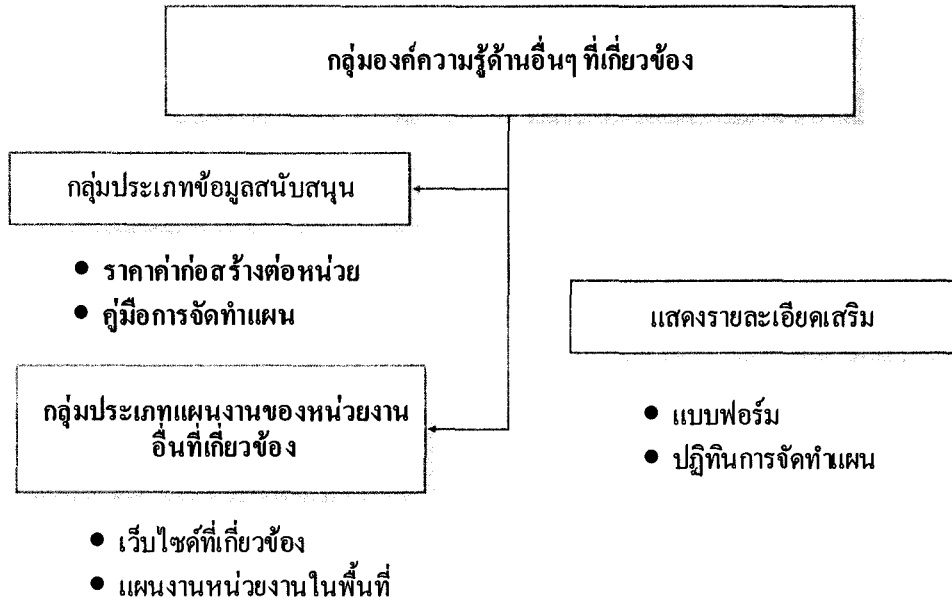 กลุ่มองค์ความรู้ด้านอื่นๆ ที่เกี่ยวข้อง
กลุ่มประเภทข้อมูลสนับสนุน
● ราคาค่าก่อสร้างต่อหน่วย
● คู่มือการจัดทำแผน
แสดงรายละเอียดเสริม
กลุ่มประเภทแผนงานของหน่วยงาน
อื่นที่เกี่ยวข้อง
● แบบฟอร์ม
● ปฏิทินการจัดทำแผน
● เว็บไซต์ที่เกี่ยวข้อง
● แผนงานหน่วยงานในพื้นที่